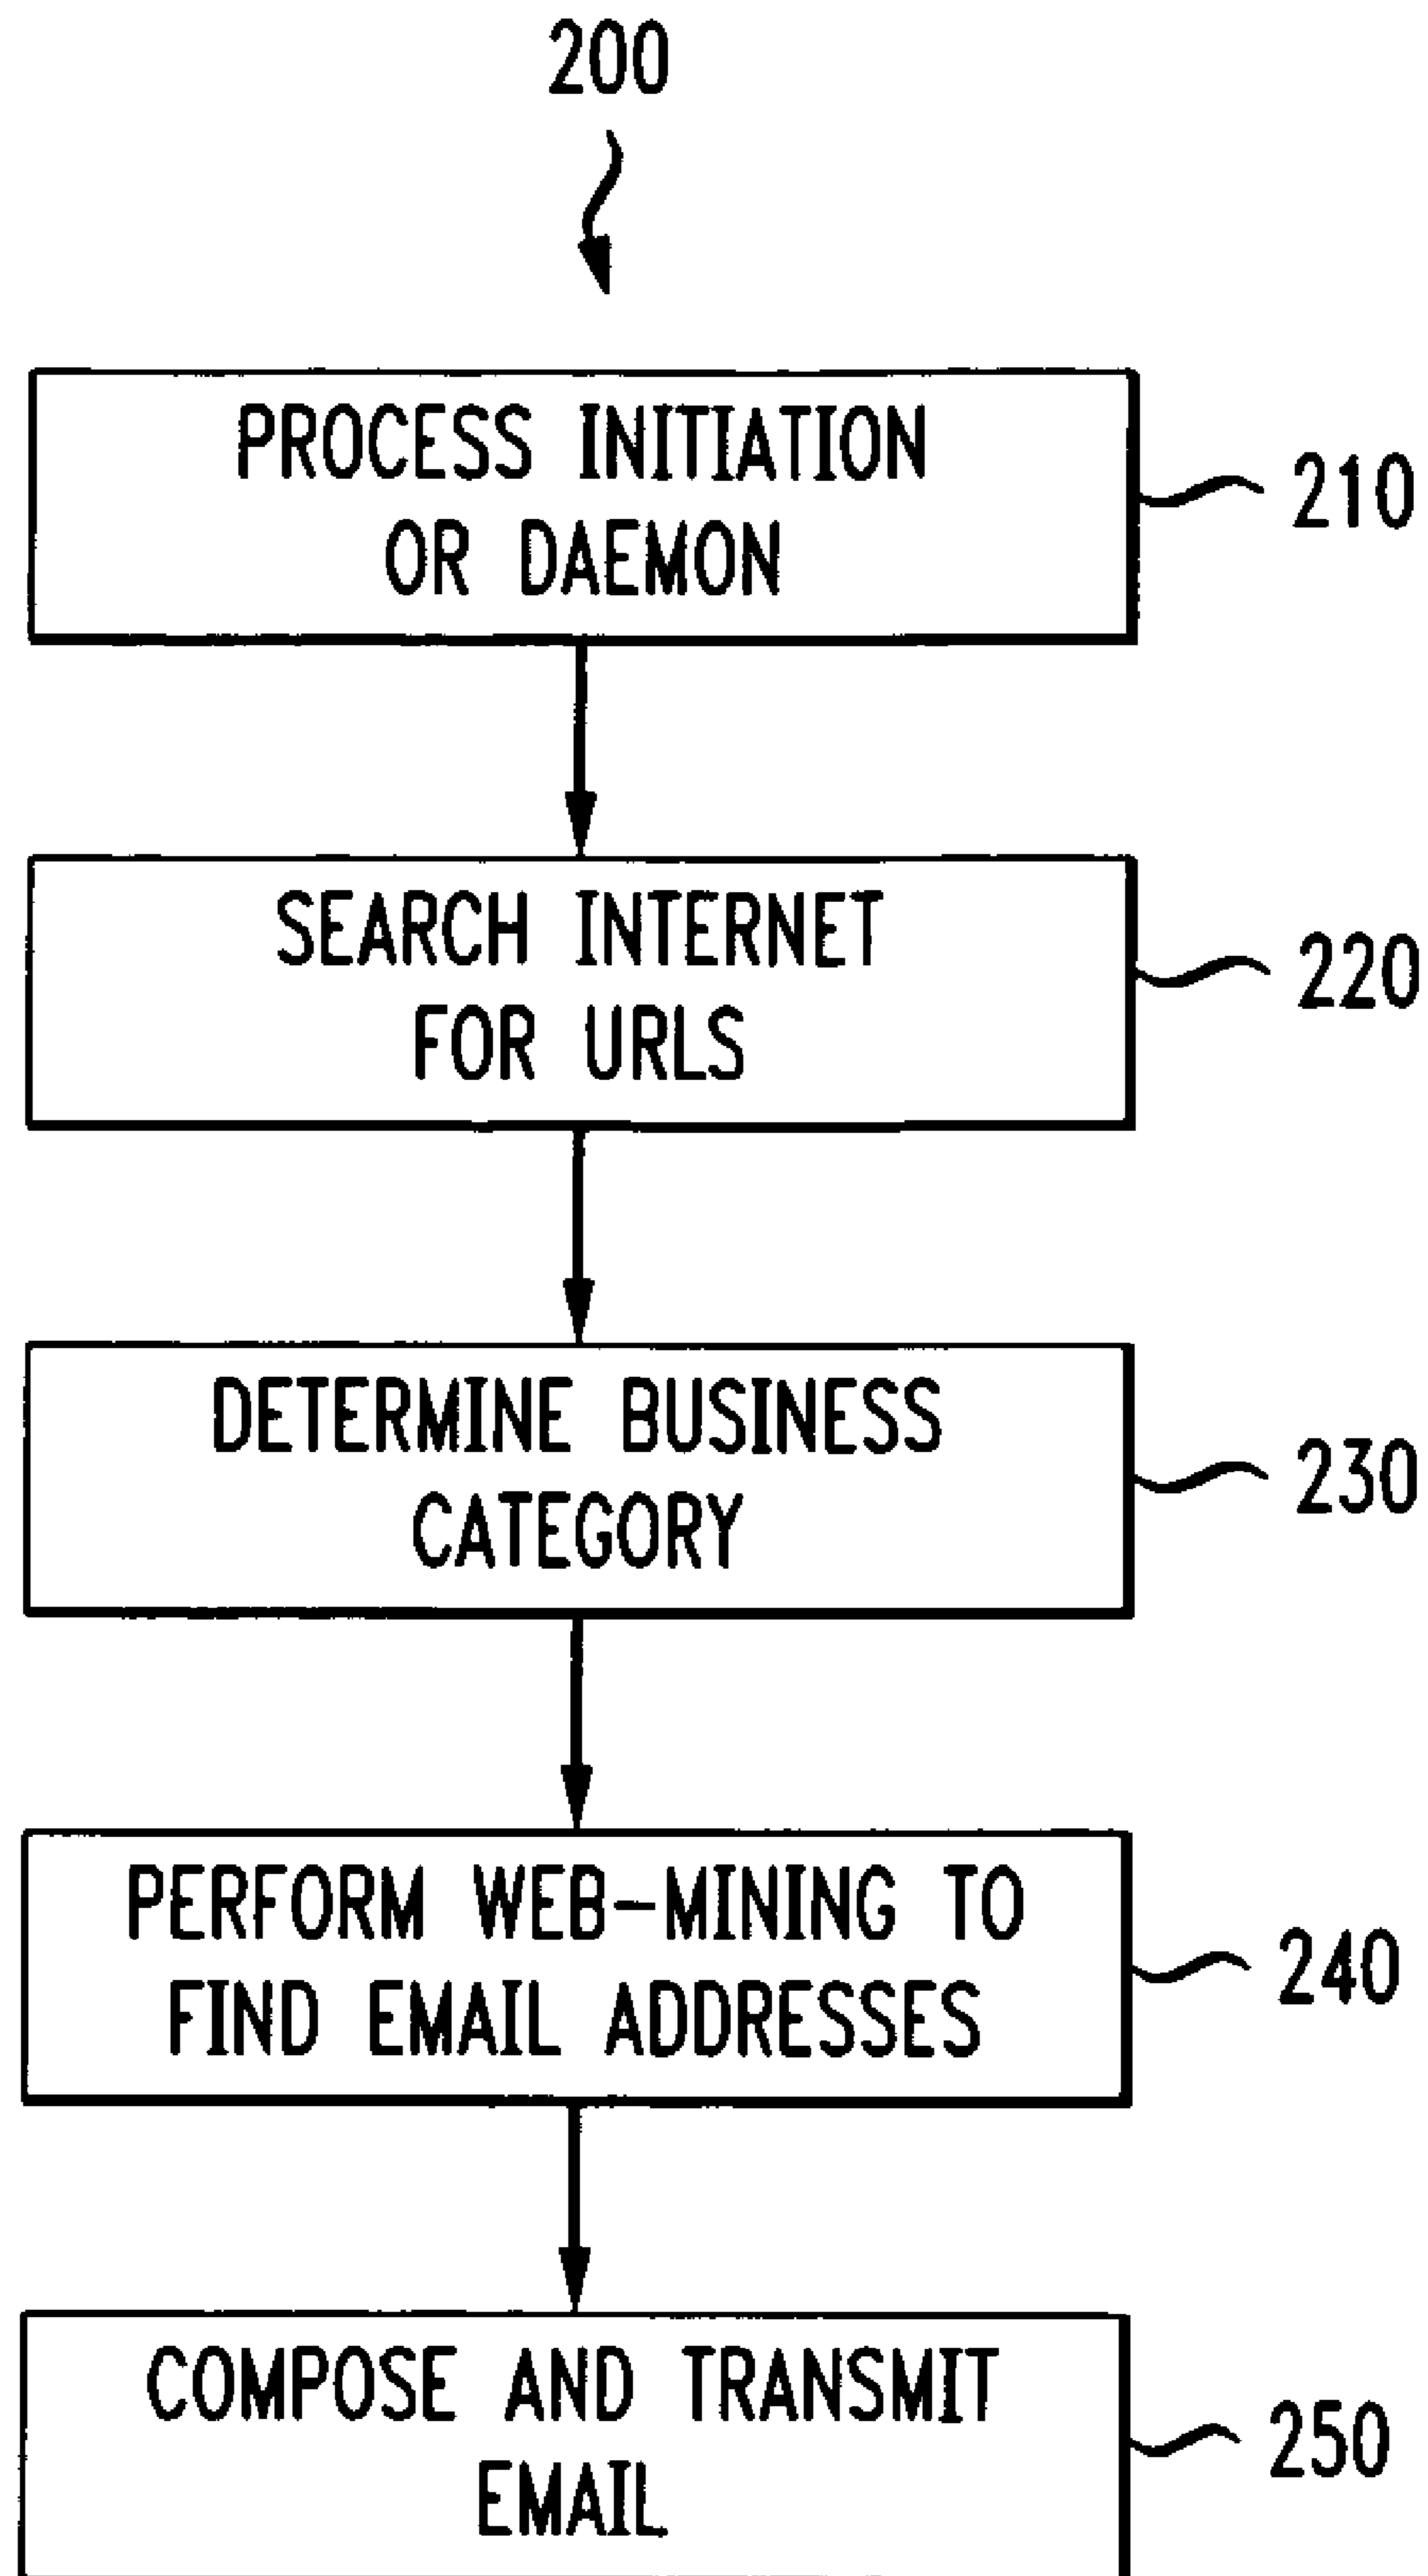 200
PROCESS INITIATION
OR DAEMON
210
SEARCH INTERNET
FOR URLS
220
DETERMINE BUSINESS
CATEGORY
230
PERFORM WEB-MINING TO
FIND EMAIL ADDRESSES
240
COMPOSE AND TRANSMIT
EMAIL
250